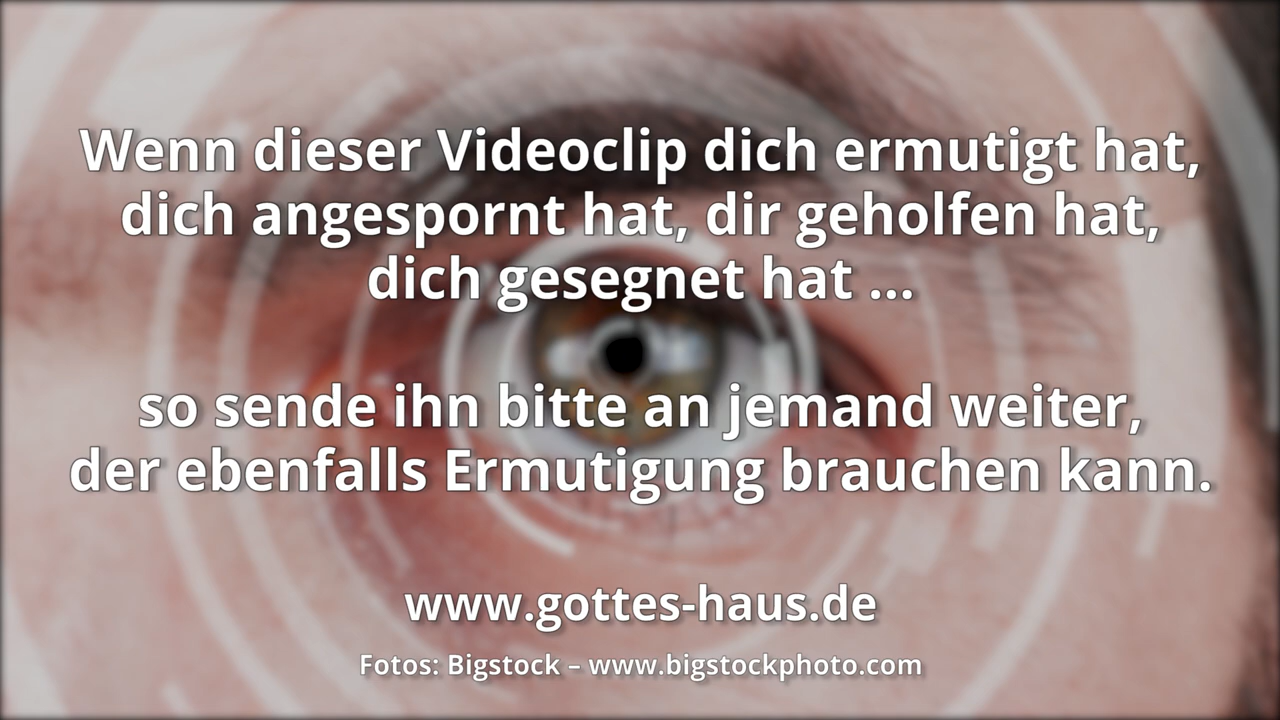 Wenn dieser Videoclip dich ermutigt hat,
dich angespornt hat, dir geholfen hat,
dich gesegnet hat ...
so sende ihn bitte an jemand weiter,
der ebenfalls Ermutigung brauchen kann.
www.gottes-haus.de
Fotos: Bigstock – www.bigstockphoto.com